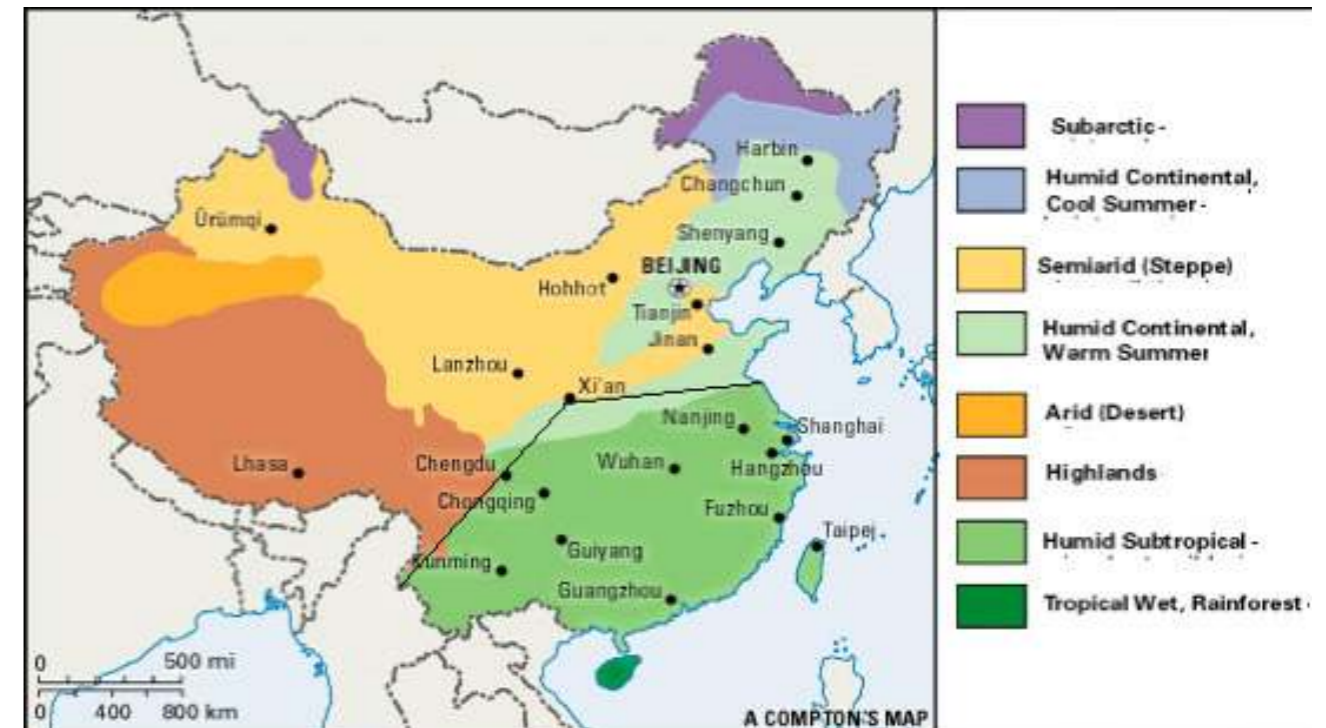 Harbin
Changchun
Ürümqi
Shenyang
BEIJING
Hohhot
Tianjin
Jinan
Lanzhou
Xi'an
Nanjing
Shanghai
Lhasa
Chengdu
Wuhan
Hangzhou
Chongqing
Fuzhou
Taipei
Guiyang
Kunming
Guangzhou
0 500 mi
0 400 800 km
A COMPTON'S MAP
Subarctic -
Humid Continental,
Cool Summer -
Semiarid (Steppe)
Humid Continental,
Warm Summer
Arid (Desert)
Highlands
Humid Subtropical -
Tropical Wet, Rainforest -